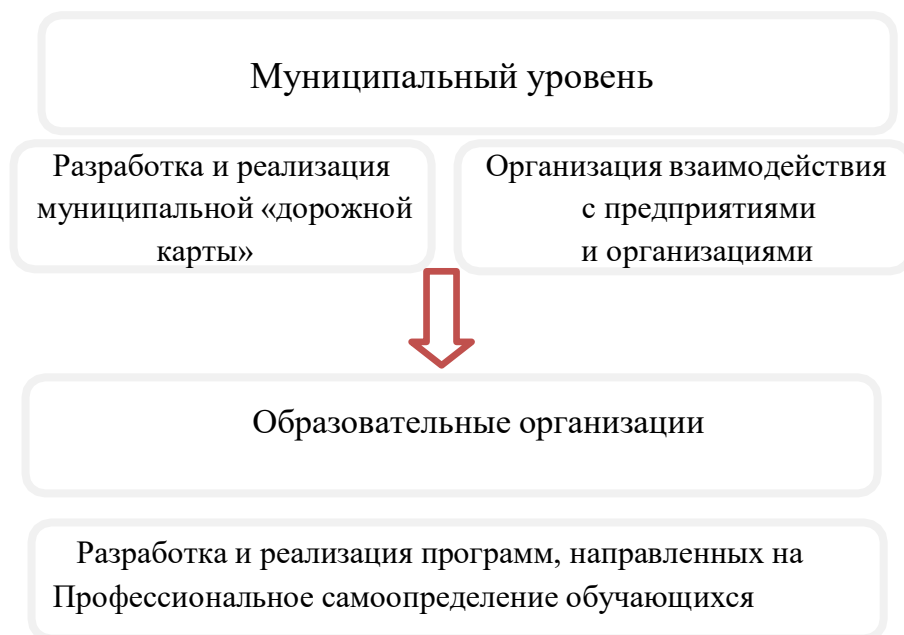 Муниципальный уровень
Разработка и реализация
муниципальной «дорожной
карты»
Организация взаимодействия
с предприятиями
и организациями
Образовательные организации
Разработка и реализация программ, направленных на
Профессиональное самоопределение обучающихся